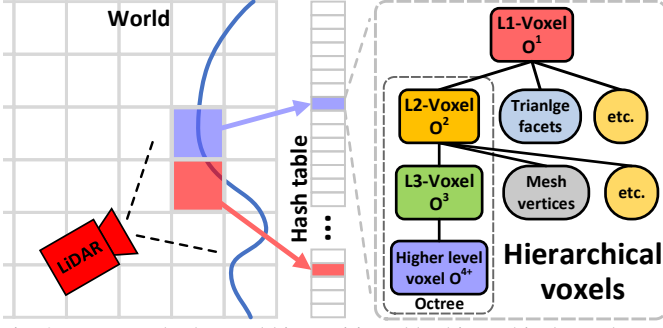 World
LiDAR
Hash table
...
L1-Voxel
O1
L2-Voxel
O2
Trianlge
facets
etc.
L3-Voxel
O3
Mesh
vertices
etc.
Higher level
voxel O4+
Octree
Hierarchical
voxels